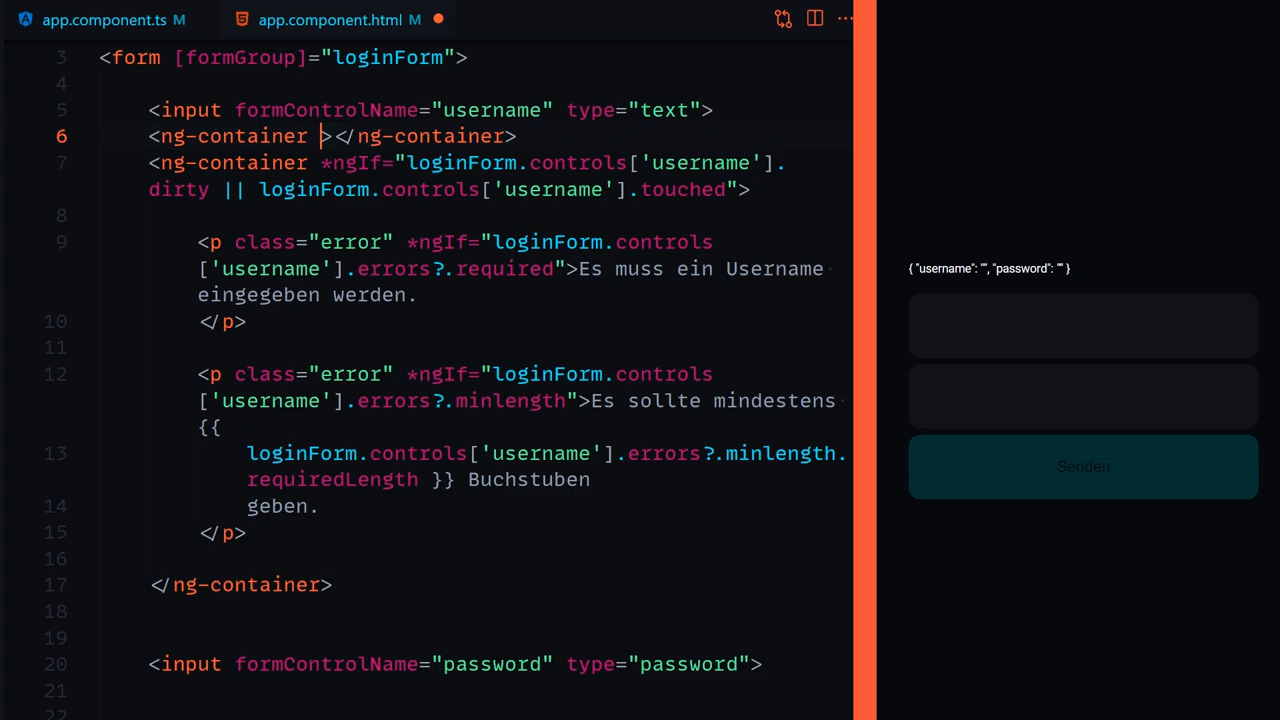 app.component.ts M
app.component.html M
3 <form [formGroup]="loginForm">
4
5 <input formControlName="username" type="text">
6 <ng-container ></ng-container>
7 <ng-container *ngIf="loginForm.controls['username'].
dirty || loginForm.controls['username'].touched">
8
9 <p class="error" *ngIf="loginForm.controls
['username'].errors?.required">Es muss ein Username
eingegeben werden.
10 </p>
11
12 <p class="error" *ngIf="loginForm.controls
['username'].errors?.minlength">Es sollte mindestens
{{
13 loginForm.controls['username'].errors?.minlength.
requiredLength }} Buchstuben
14 geben.
15 </p>
16
17 </ng-container>
18
19
20 <input formControlName="password" type="password">
21
22
{ "username": "", "password": "" }
Senden